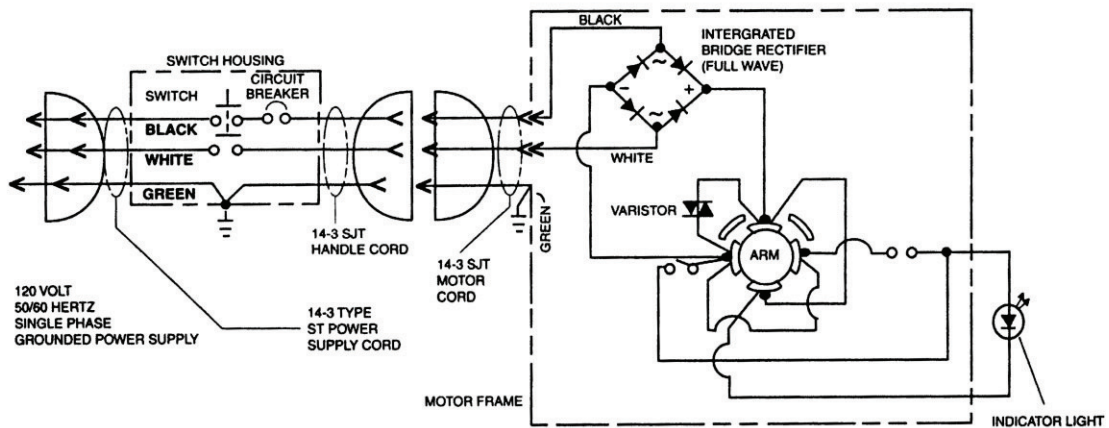 BLACK
INTERGRATED
BRIDGE RECTIFIER
(FULL WAVE)
SWITCH HOUSING
CIRCUIT
BREAKER
SWITCH
BLACK
WHITE
GREEN
~
-
+
~
WHITE
GREEN
VARISTOR
ARM
14-3 SJT
HANDLE CORD
14-3 SJT
MOTOR
CORD
120 VOLT
50/60 HERTZ
SINGLE PHASE
GROUNDED POWER SUPPLY
14-3 TYPE
ST POWER
SUPPLY CORD
MOTOR FRAME
INDICATOR LIGHT